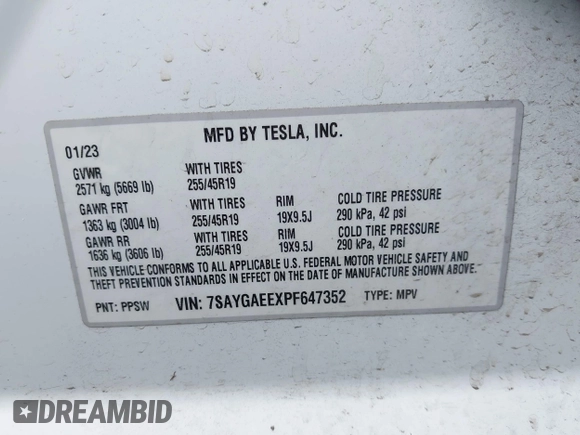 MFD BY TESLA, INC.
01/23
GVWR WITH TIRES
2571 kg (5669 lb) 255/45R19
GAWR FRT WITH TIRES RIM COLD TIRE PRESSURE
1363 kg (3004 lb) 255/45R19 19X9.5J 290 kPa, 42 psi
GAWR RR WITH TIRES RIM COLD TIRE PRESSURE
1636 kg (3606 lb) 255/45R19 19X9.5J 290 kPa, 42 psi
THIS VEHICLE CONFORMS TO ALL APPLICABLE U.S. FEDERAL MOTOR VEHICLE SAFETY AND
THEFT PREVENTION STANDARDS IN EFFECT ON THE DATE OF MANUFACTURE SHOWN ABOVE.
PNT: PPSW VIN: 7SAYGAEEXPF647352 TYPE: MPV
DREAMBID